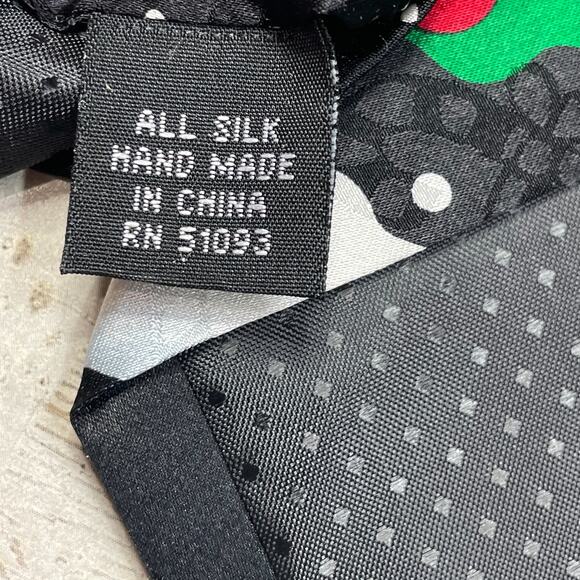 ALL SILK
HAND MADE
IN CHINA
RN 51093